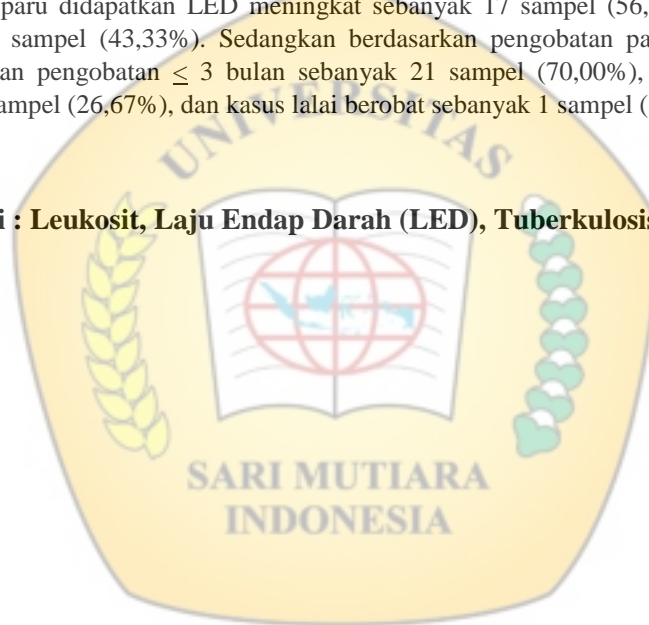 paru didapatkan LED meningkat sebanyak 17 sampel (56,
sampel (43,33%). Sedangkan berdasarkan pengobatan pa
an pengobatan ≤ 3 bulan sebanyak 21 sampel (70,00%),
ampel (26,67%), dan kasus lalai berobat sebanyak 1 sampel (
UNIVERSITAS
i : Leukosit, Laju Endap Darah (LED), Tuberkulosis
SARI MUTIARA
INDONESIA